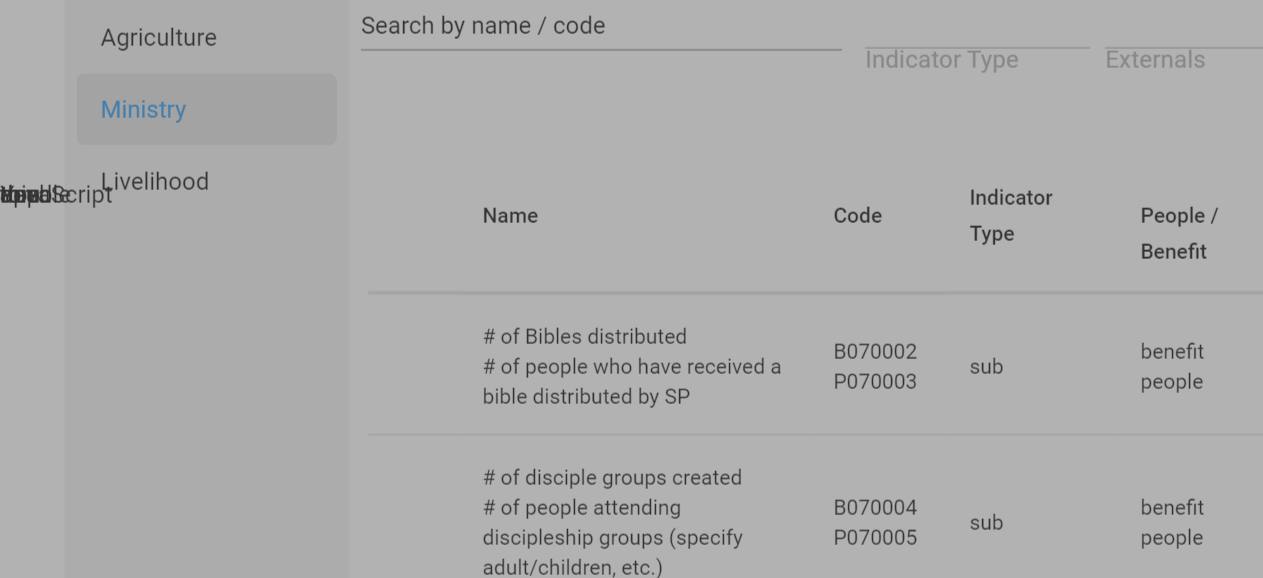 Agriculture
Ministry
Livelihood
Search by name / code
Indicator Type
Externals
Name
Code
Indicator
Type
People /
Benefit
# of Bibles distributed
# of people who have received a
bible distributed by SP
B070002
P070003
sub
benefit
people
# of disciple groups created
# of people attending
discipleship groups (specify
adult/children, etc.)
B070004
P070005
sub
benefit
people